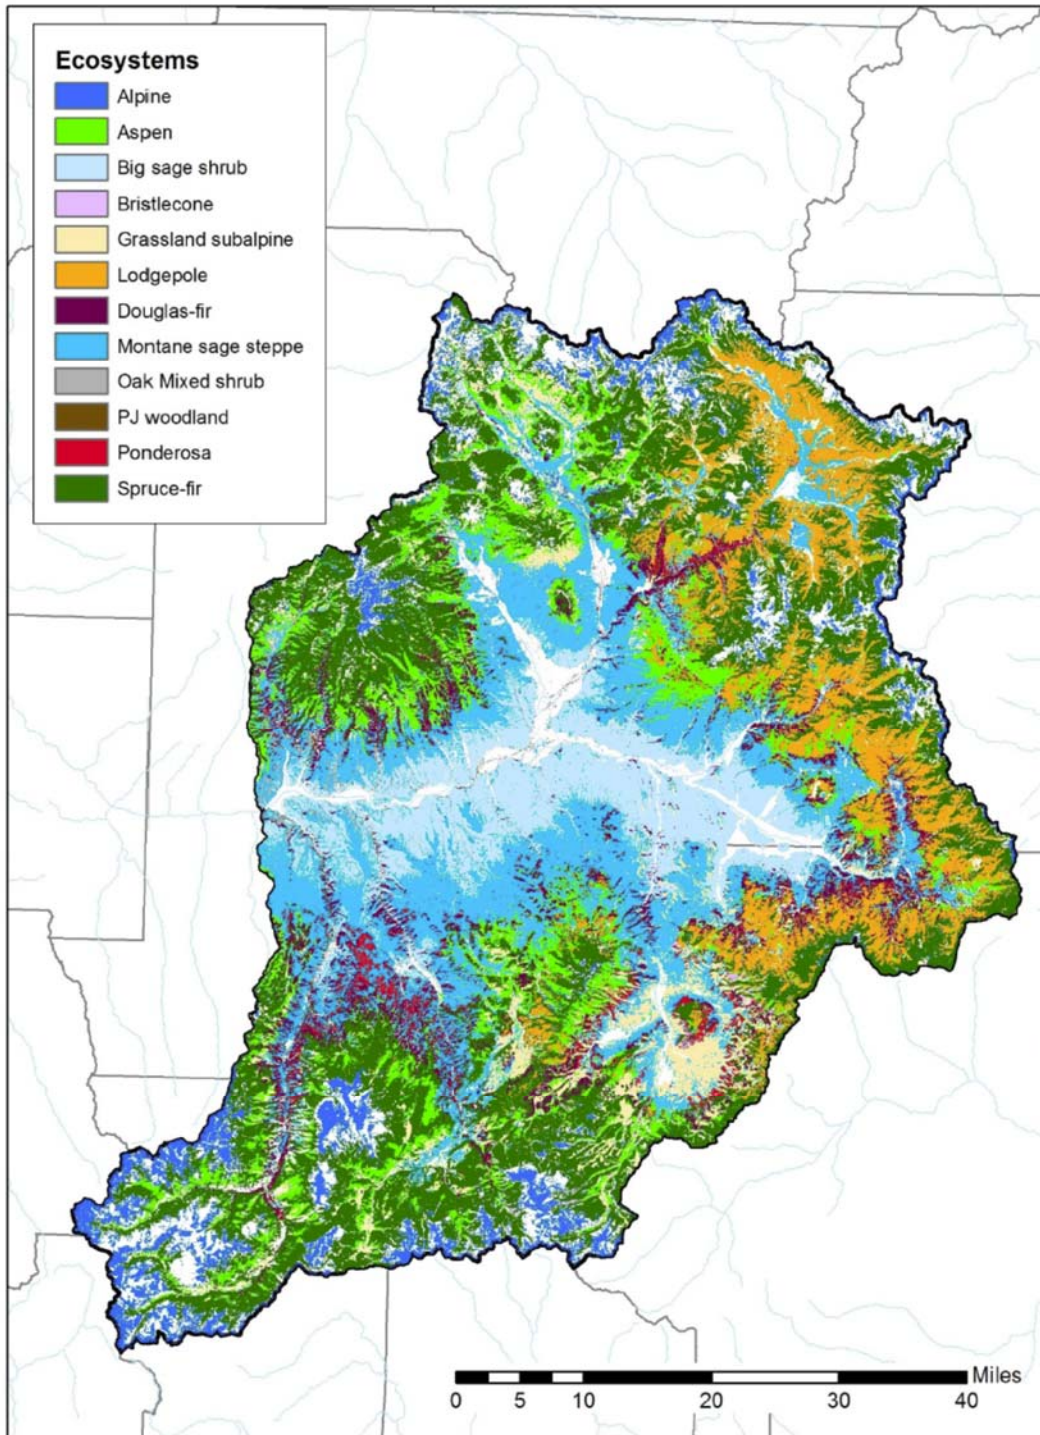 Ecosystems
Alpine
Aspen
Big sage shrub
Bristlecone
Grassland subalpine
Lodgepole
Douglas-fir
Montane sage steppe
Oak Mixed shrub
PJ woodland
Ponderosa
Spruce-fir
Miles
0 5 10 20 30 40